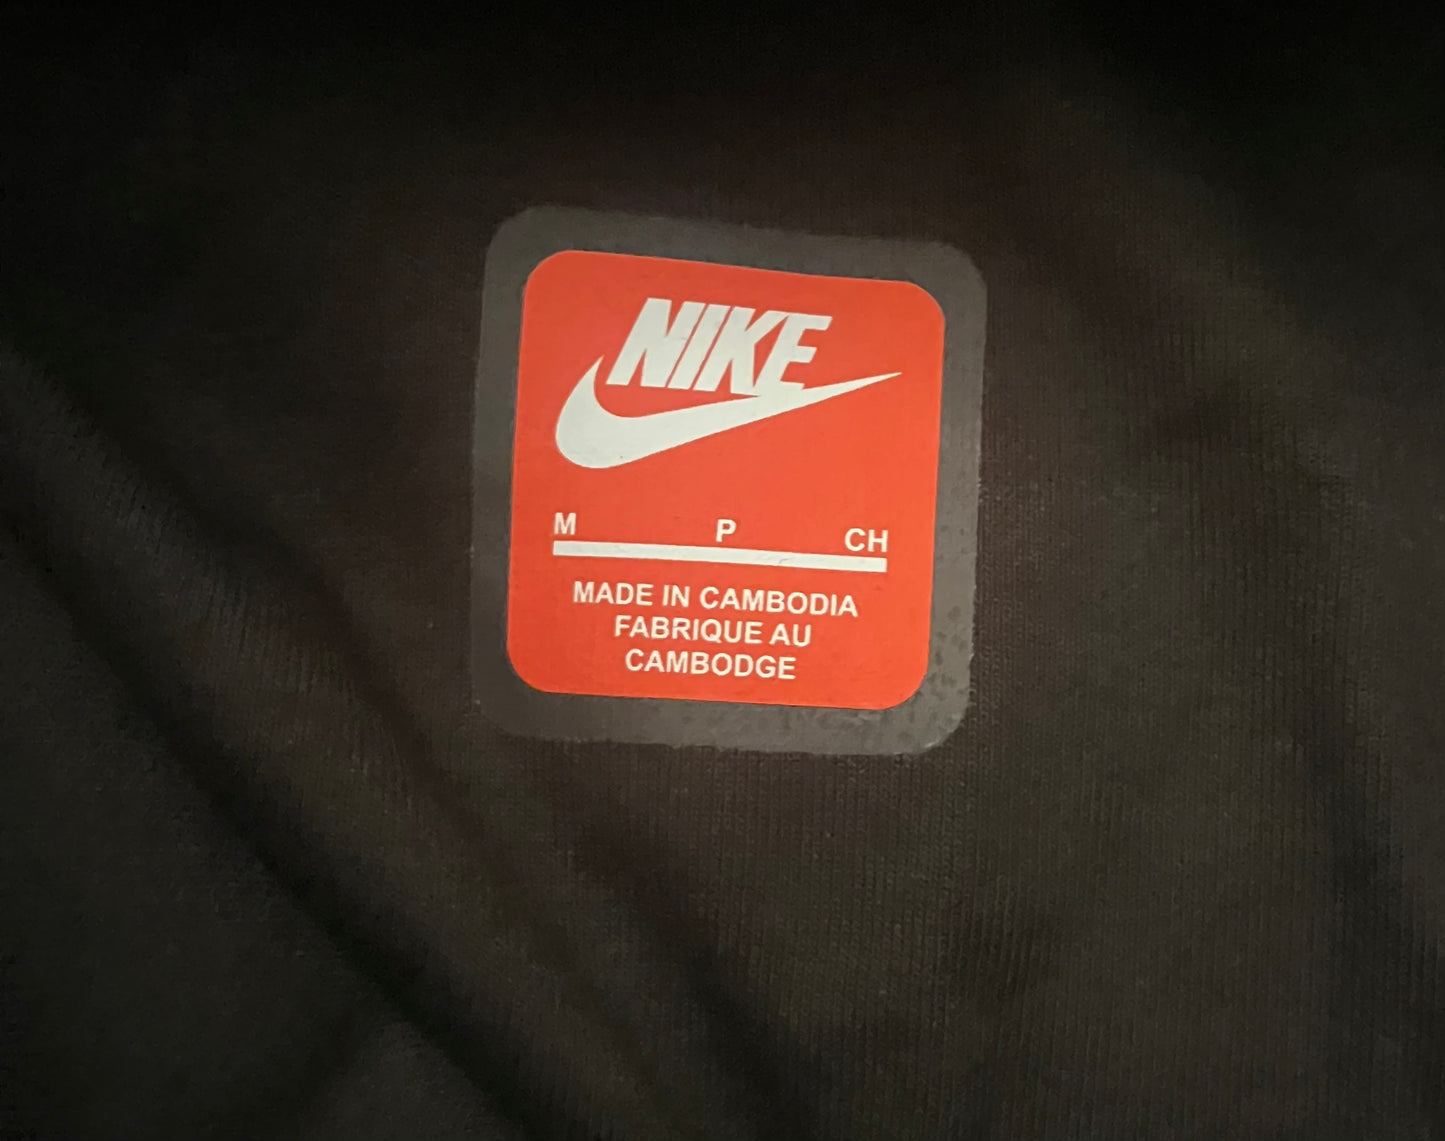 NIKE
M P CH
MADE IN CAMBODIA
FABRIQUE AU
CAMBODGE